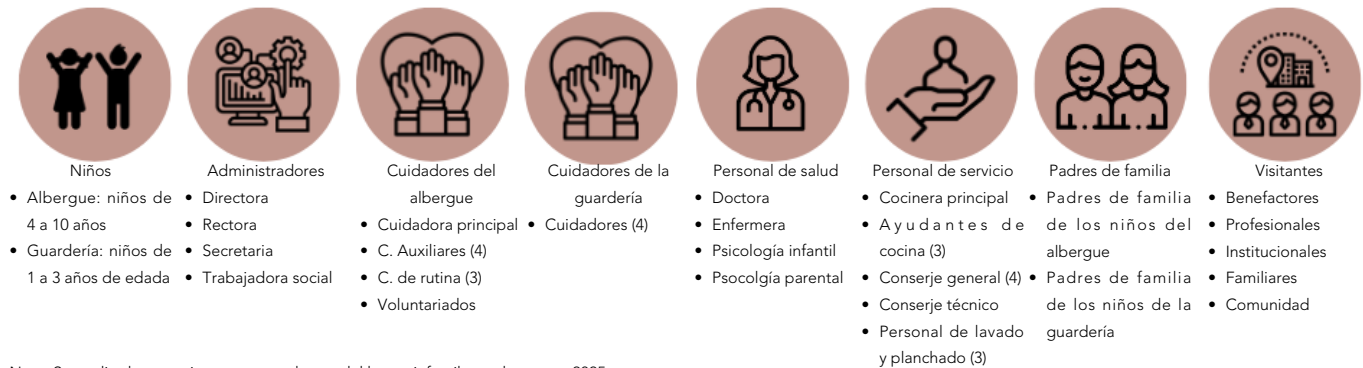 Niños
• Albergue: niños de
4 a 10 años
• Guardería: niños de
1 a 3 años de edada
Administradores
• Directora
• Rectora
• Secretaria
• Trabajadora social
Cuidadores del
albergue
• Cuidadora principal
• C. Auxiliares (4)
• C. de rutina (3)
• Voluntariados
Cuidadores de la
guardería
• Cuidadores (4)
Personal de salud
• Doctora
• Enfermera
• Psicología infantil
• Psocolgía parental
Personal de servicio
• Cocinera principal
• Ayudantes de
cocina (3)
• Conserje general (4)
• Conserje técnico
• Personal de lavado
y planchado (3)
Padres de familia
• Padres de familia
de los niños del
albergue
• Padres de familia
de los niños de la
guardería
Visitantes
• Benefactores
• Profesionales
• Institucionales
• Familiares
• Comunidad